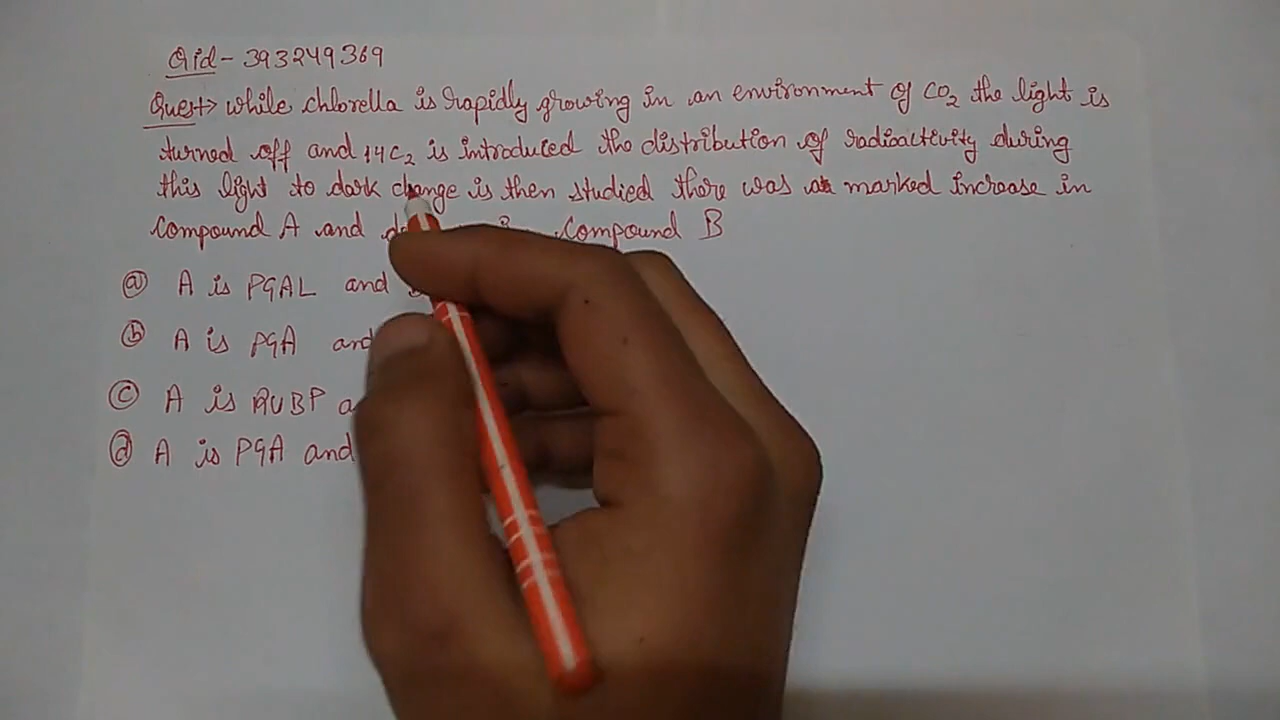 Qid - 393249369
Quest> while chlorella is rapidly growing in an environment of CO2 the light is
turned off and 14C2 is introduced the distribution of radioactivity during
this light to dark change is then studied there was a marked increase in
Compound A and Compound B
(a) A is PGAL and
(b) A is PGA and
(c) A is RUBP
(d) A is PGA and